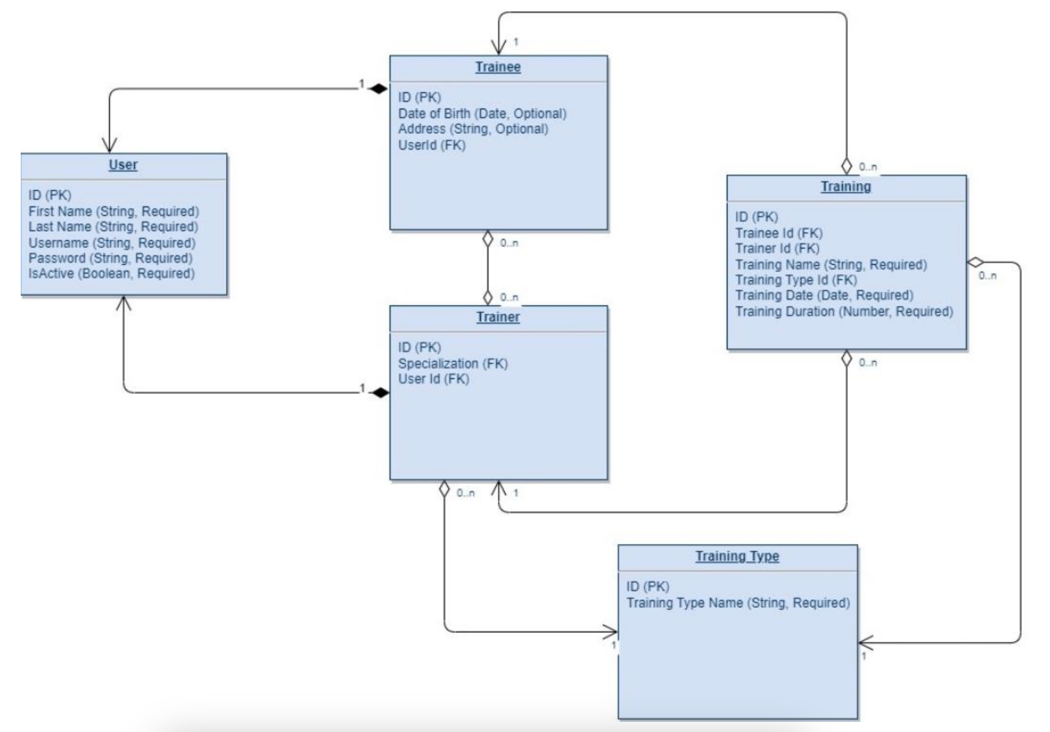 1
Trainee
ID (PK)
Date of Birth (Date, Optional)
Address (String, Optional)
UserId (FK)
1
User
ID (PK)
First Name (String, Required)
Last Name (String, Required)
Username (String, Required)
Password (String, Required)
IsActive (Boolean, Required)
0..n
Training
ID (PK)
Trainee Id (FK)
Trainer Id (FK)
Training Name (String, Required)
Training Type Id (FK)
Training Date (Date, Required)
Training Duration (Number, Required)
0..n
0..n
0..n
0..n
Trainer
ID (PK)
Specialization (FK)
User Id (FK)
1
0..n
1
Training Type
ID (PK)
Training Type Name (String, Required)
1
1